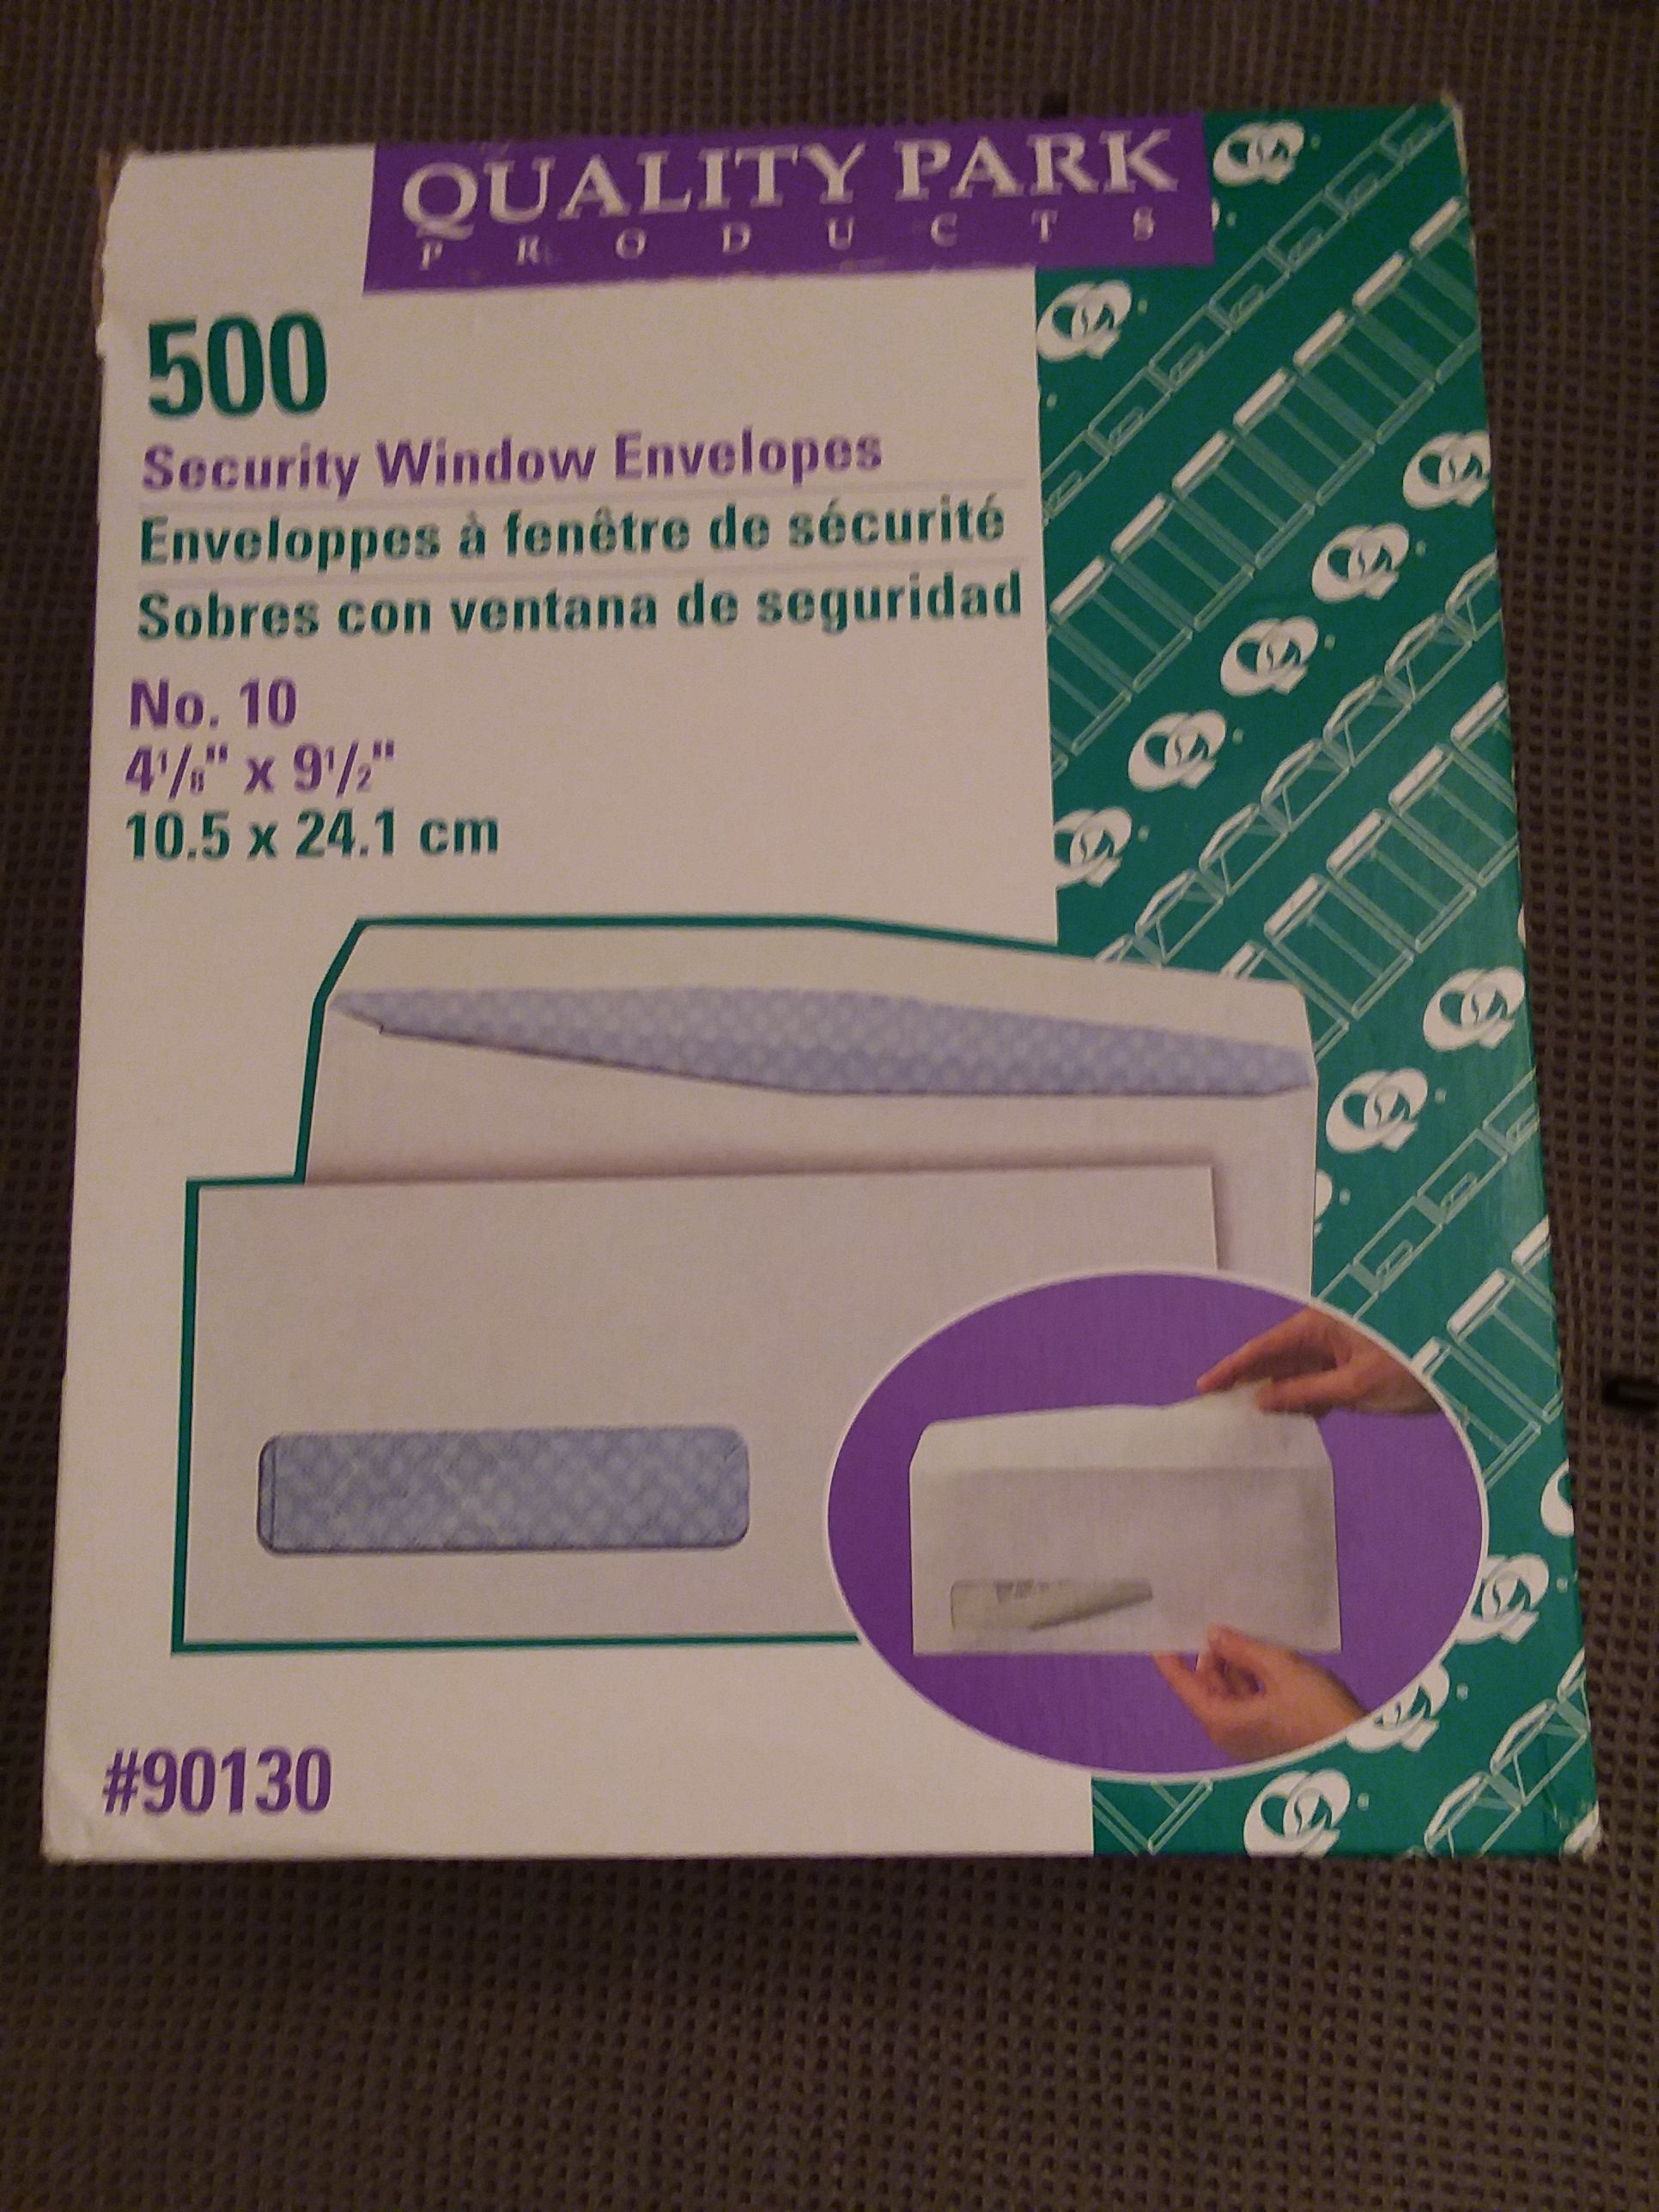 QUALITY PARK
PRODUCTS
500
Security Window Envelopes
Enveloppes à fenêtre de sécurité
Sobres con ventana de seguridad
No. 10
4 1/8" x 9 1/2"
10.5 x 24.1 cm
#90130